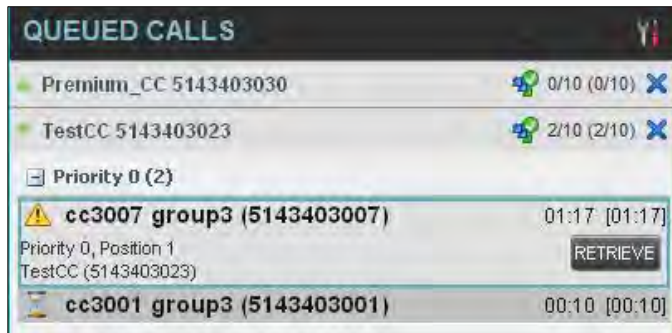 QUEUED CALLS
Premium_CC 5143403030 0/10 (0/10)
TestCC 5143403023 2/10 (2/10)
Priority 0 (2)
cc3007 group3 (5143403007) 01:17 [01:17]
Priority 0, Position 1
TestCC (5143403023)
RETRIEVE
cc3001 group3 (5143403001) 00:10 [00:10]